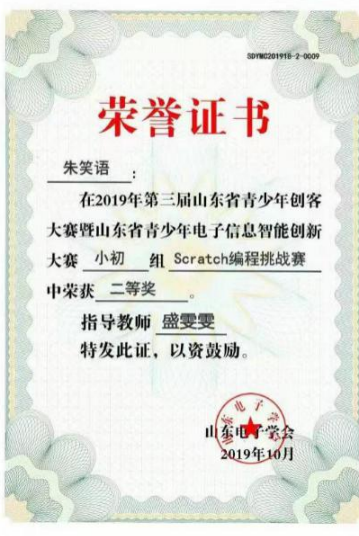 SDYMC201918-2-0009
荣誉证书
朱笑语：
在2019年第三届山东省青少年创客
大赛暨山东省青少年电子信息智能创新
大赛 小初 组 Scratch编程挑战赛
中荣获 二等奖 。
指导教师 盛雯雯
特发此证，以资鼓励。
山东电子学会
山东电子学会
2019年10月